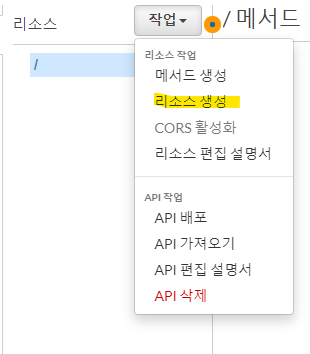 리소스
작업
/ 메서드
/
리소스 작업
메서드 생성
리소스 생성
CORS 활성화
리소스 편집 설명서
API 작업
API 배포
API 가져오기
API 편집 설명서
API 삭제